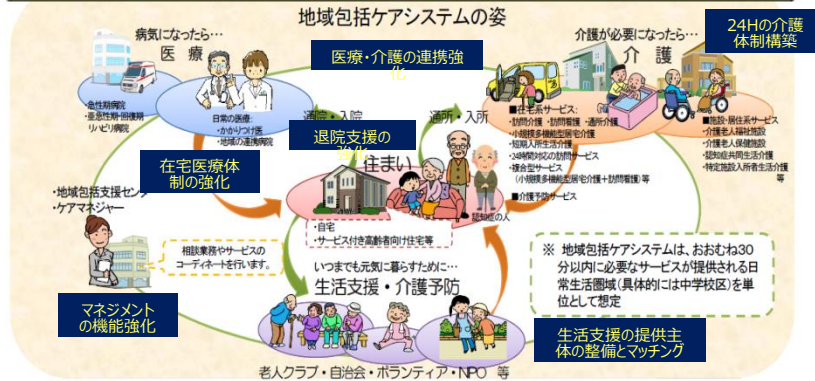 地域包括ケアシステムの姿
病気になったら…
医 療
医療・介護の連携強
化
介護が必要になったら…
介 護
24Hの介護
体制構築
・急性期病院
・亜急性期・回復期
リハビリ病院
日常の医療:
・かかりつけ医
・地域の連携病院
通院・入院
通所・入所
■在宅系サービス:
・訪問介護 ・訪問看護 ・通所介護
・小規模多機能型居宅介護
・短期入所生活介護
・24時間対応の訪問サービス
・複合型サービス
(小規模多機能型居宅介護+訪問看護)等
■介護予防サービス
■施設・居住系サービス
・介護老人福祉施設
・介護老人保健施設
・認知症共同生活介護
・特定施設入所者生活介護
等
退院支援の
強化
在宅医療体
制の強化
住まい
・地域包括支援セン
・ケアマネジャー
認知症の人
・自宅
・サービス付き高齢者向け住宅等
相談業務やサービスの
コーディネートを行います。
いつまでも元気に暮らすために…
生活支援・介護予防
※ 地域包括ケアシステムは、おおむね30
分以内に必要なサービスが提供される日
常生活圏域(具体的には中学校区)を単
位として想定
マネジメント
の機能強化
生活支援の提供主
体の整備とマッチング
老人クラブ・自治会・ボランティア・NPO 等